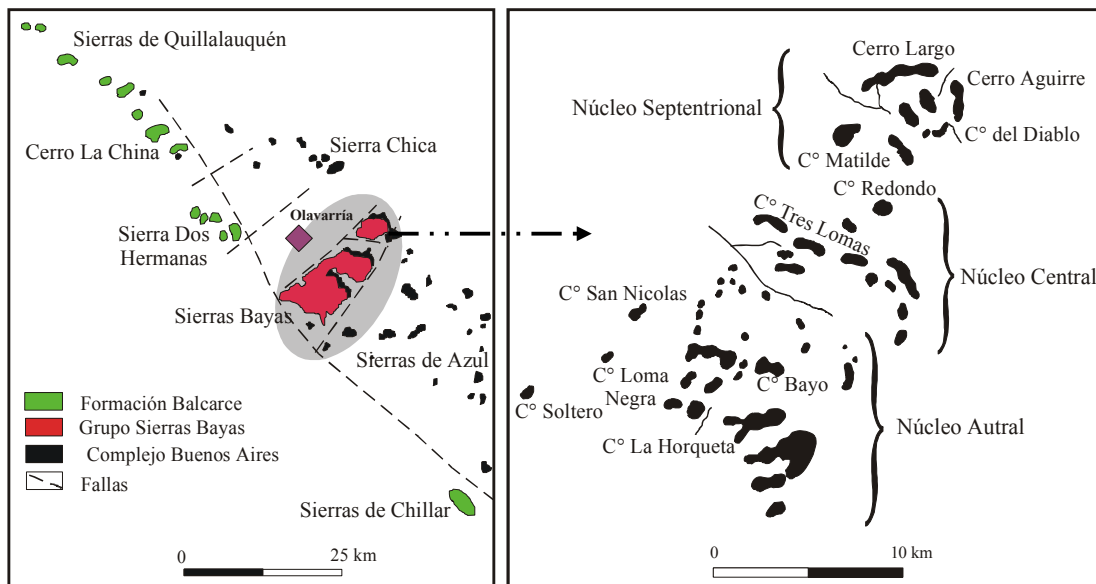 Sierras de Quillalauquén
Cerro La China
Sierra Chica
Olavarría
Sierra Dos
Hermanas
Sierras Bayas
Sierras de Azul
Formación Balcarce
Grupo Sierras Bayas
Complejo Buenos Aires
Fallas
Sierras de Chillar
0
25 km
Cerro Largo
Cerro Aguirre
Núcleo Septentrional
C° del Diablo
C° Matilde
C° Redondo
C° Tres Lomas
Núcleo Central
C° San Nicolas
C° Loma
Negra
C° Bayo
C° Soltero
Núcleo Autral
C° La Horqueta
0
10 km